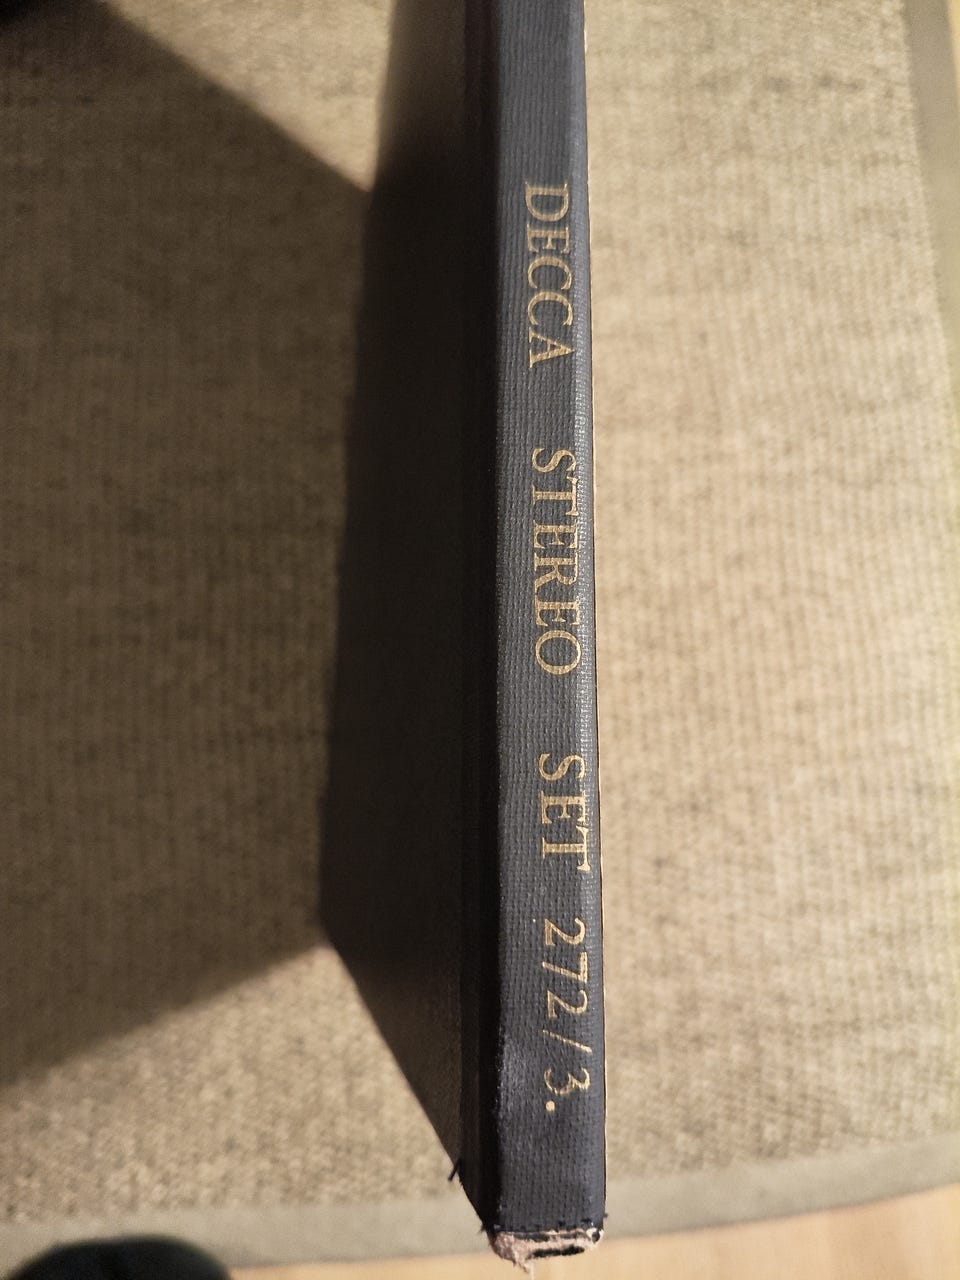 DECCA STEREO SET 272/3.